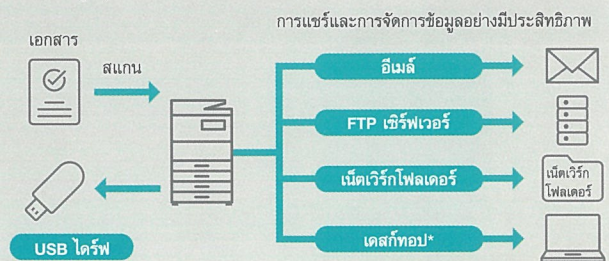 การแชร์และการจัดการข้อมูลอย่างมีประสิทธิภาพ
เอกสาร
สแกน
อีเมล์
FTP เซิร์ฟเวอร์
เน็ตเวิร์กโฟลเดอร์
เน็ตเวิร์ก
โฟลเดอร์
เดสก์ทอป*
USB ไดร์ฟ